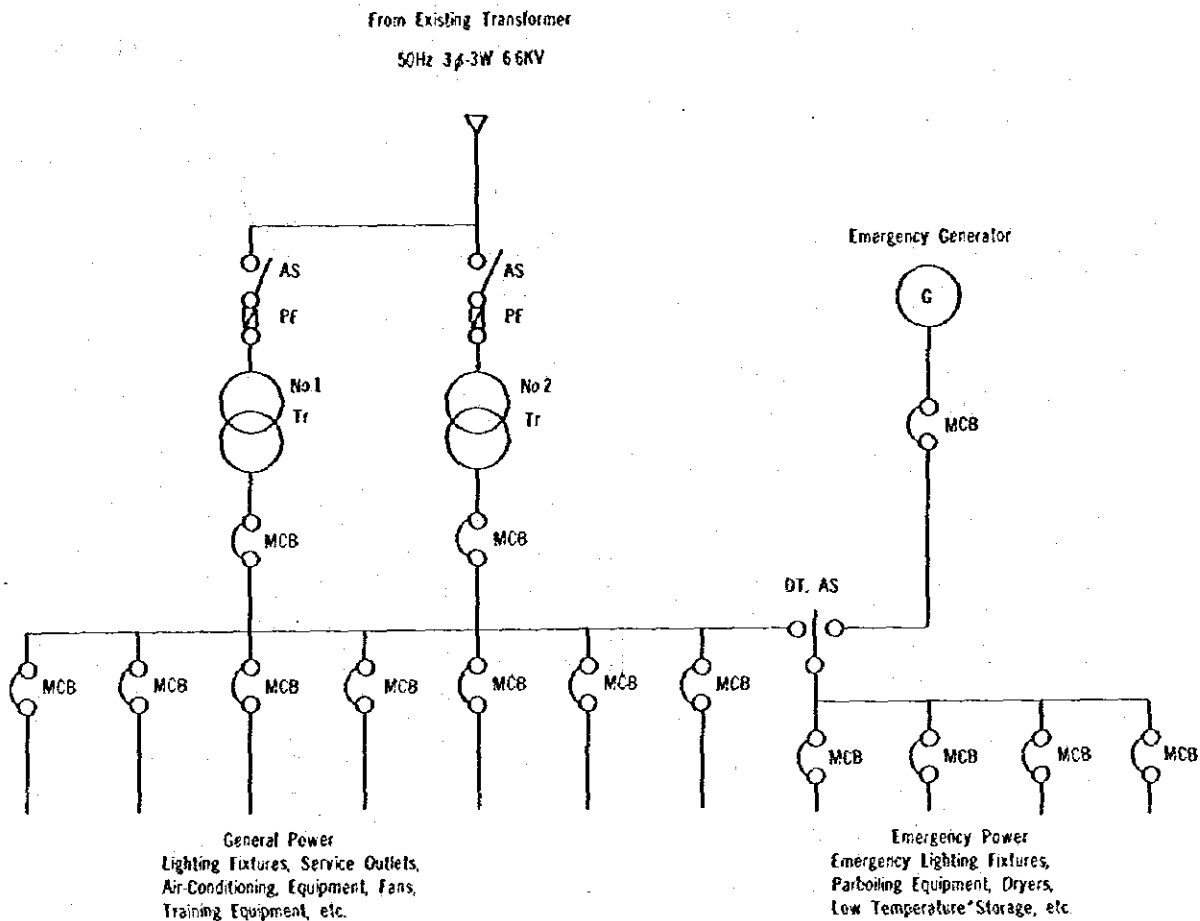 From Existing Transformer
50Hz 3ø-3W 6.6KV
Emergency Generator
AS
AS
G
PF
PF
No.1
Tr
No.2
Tr
MCB
MCB
MCB
DT. AS
MCB
MCB
MCB
MCB
MCB
MCB
MCB
MCB
MCB
MCB
MCB
General Power
Lighting Fixtures, Service Outlets,
Air-Conditioning, Equipment, Fans,
Training Equipment, etc.
Emergency Power
Emergency Lighting Fixtures,
Parboiling Equipment, Dryers,
Low Temperature Storage, etc.